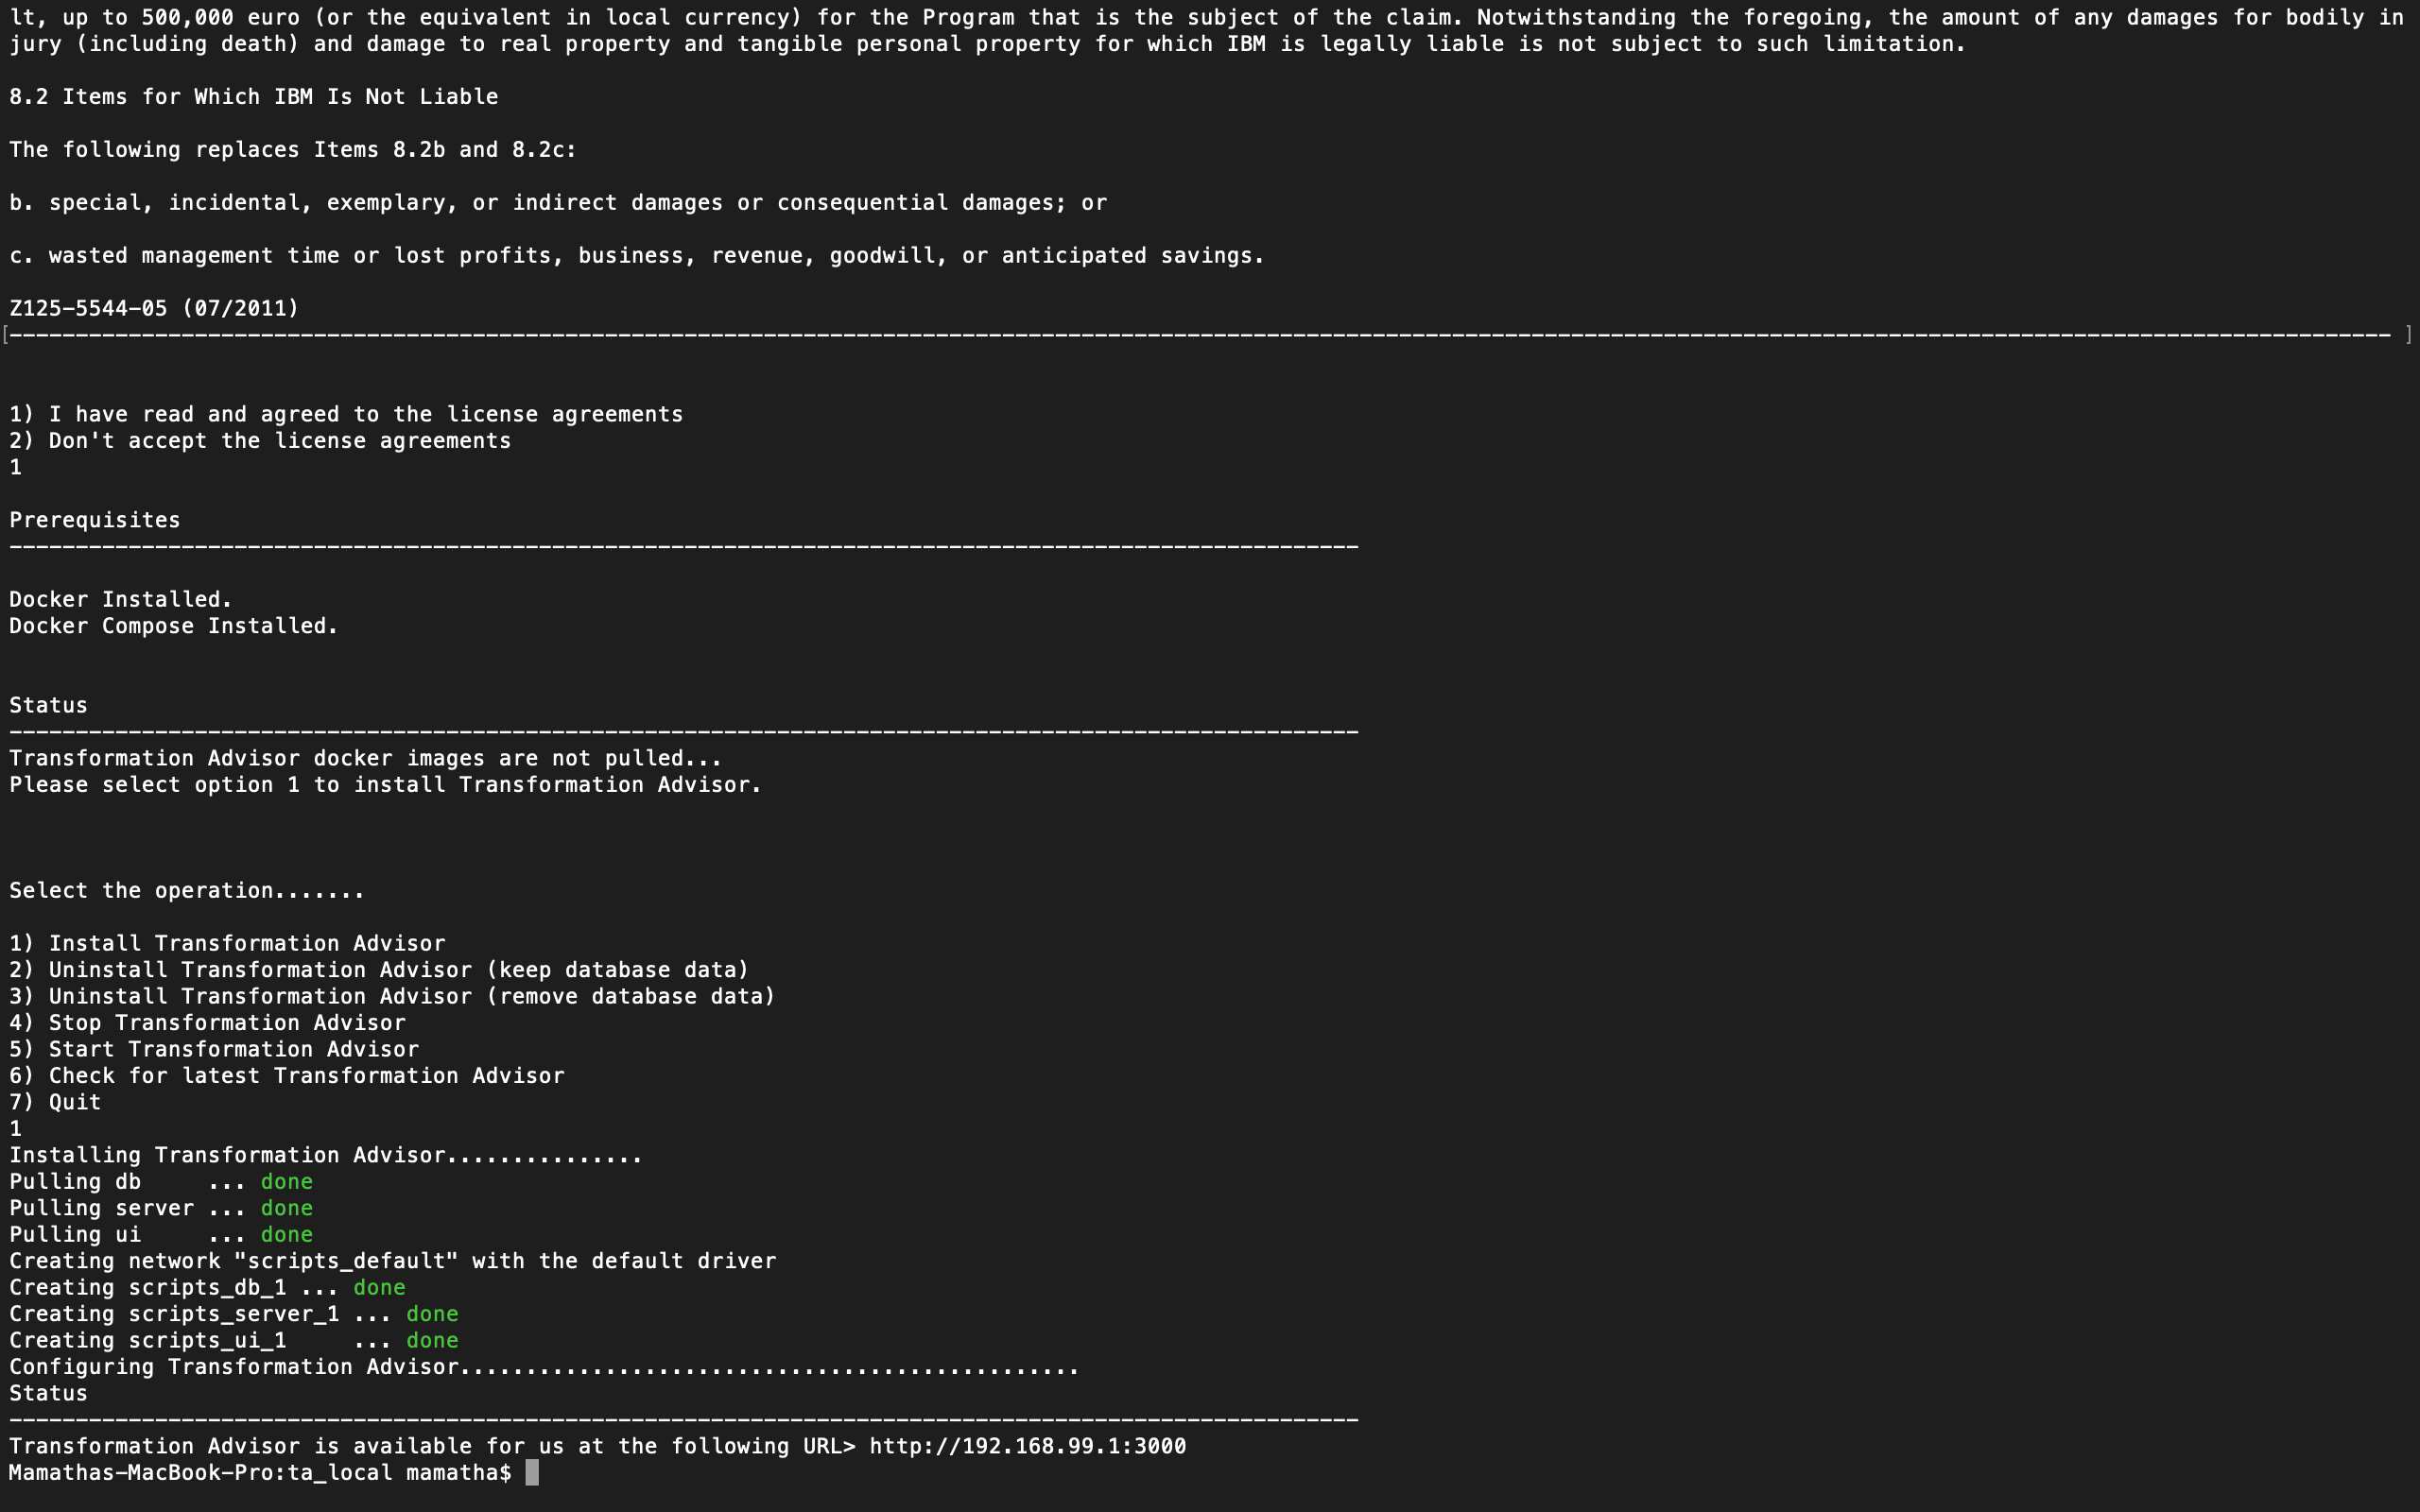 lt, up to 500,000 euro (or the equivalent in local currency) for the Program that is the subject of the claim. Notwithstanding the foregoing, the amount of any damages for bodily in
jury (including death) and damage to real property and tangible personal property for which IBM is legally liable is not subject to such limitation.
8.2 Items for Which IBM Is Not Liable
The following replaces Items 8.2b and 8.2c:
b. special, incidental, exemplary, or indirect damages or consequential damages; or
c. wasted management time or lost profits, business, revenue, goodwill, or anticipated savings.
Z125-5544-05 (07/2011)
[------------------------------------------------------------------------------------------------------------------------------------------------------------------------------------ ]
1) I have read and agreed to the license agreements
2) Don't accept the license agreements
1
Prerequisites
------------------------------------------------------------------------------------------------------
Docker Installed.
Docker Compose Installed.
Status
------------------------------------------------------------------------------------------------------
Transformation Advisor docker images are not pulled...
Please select option 1 to install Transformation Advisor.
Select the operation.......
1) Install Transformation Advisor
2) Uninstall Transformation Advisor (keep database data)
3) Uninstall Transformation Advisor (remove database data)
4) Stop Transformation Advisor
5) Start Transformation Advisor
6) Check for latest Transformation Advisor
7) Quit
1
Installing Transformation Advisor...............
Pulling db     ... done
Pulling server ... done
Pulling ui     ... done
Creating network "scripts_default" with the default driver
Creating scripts_db_1 ... done
Creating scripts_server_1 ... done
Creating scripts_ui_1     ... done
Configuring Transformation Advisor...............................................
Status
------------------------------------------------------------------------------------------------------
Transformation Advisor is available for us at the following URL> http://192.168.99.1:3000
Mamathas-MacBook-Pro:ta_local mamatha$